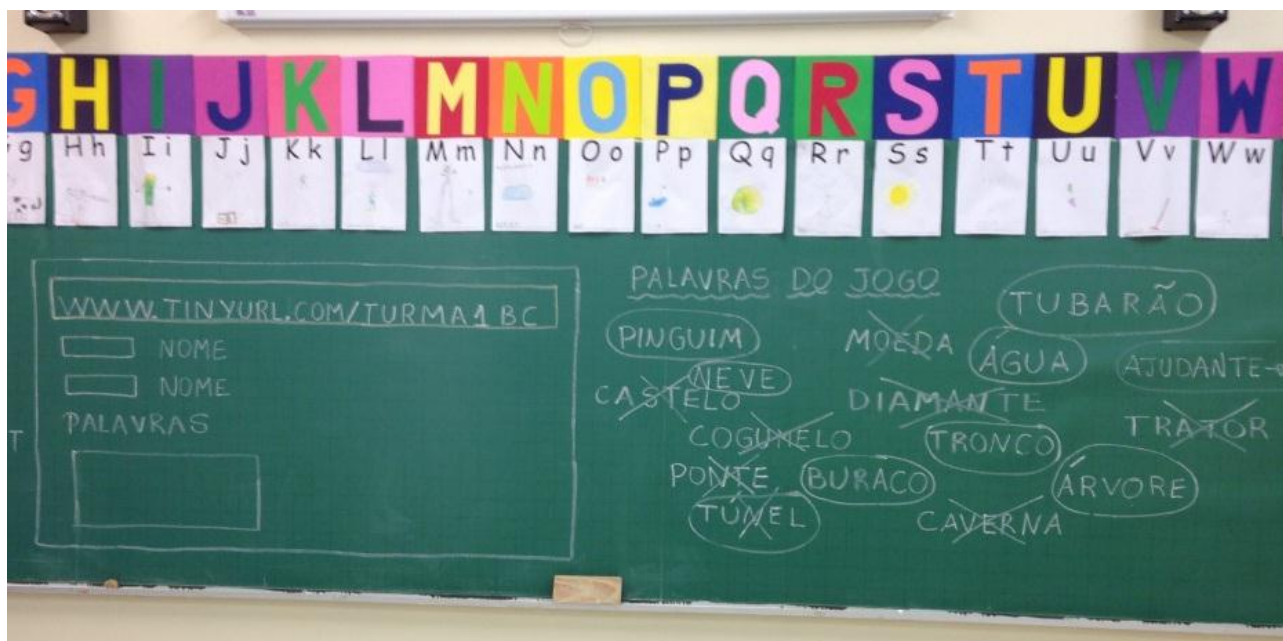 G H I J K L M N O P Q R S T U V W
g Hh Ii Jj Kk Ll Mm Nn Oo Pp Qq Rr Ss Tt Uu Vv Ww
WWW.TINYURL.COM/TURMA1BC
NOME
NOME
PALAVRAS
T
PALAVRAS DO JOGO
TUBARÃO
PINGUIM MOEDA ÁGUA AJUDANTE-
NEVE
CASTELO DIAMANTE TRATOR
COGUMELO TRONCO
PONTE BURACO ÁRVORE
TÚNEL CAVERNA